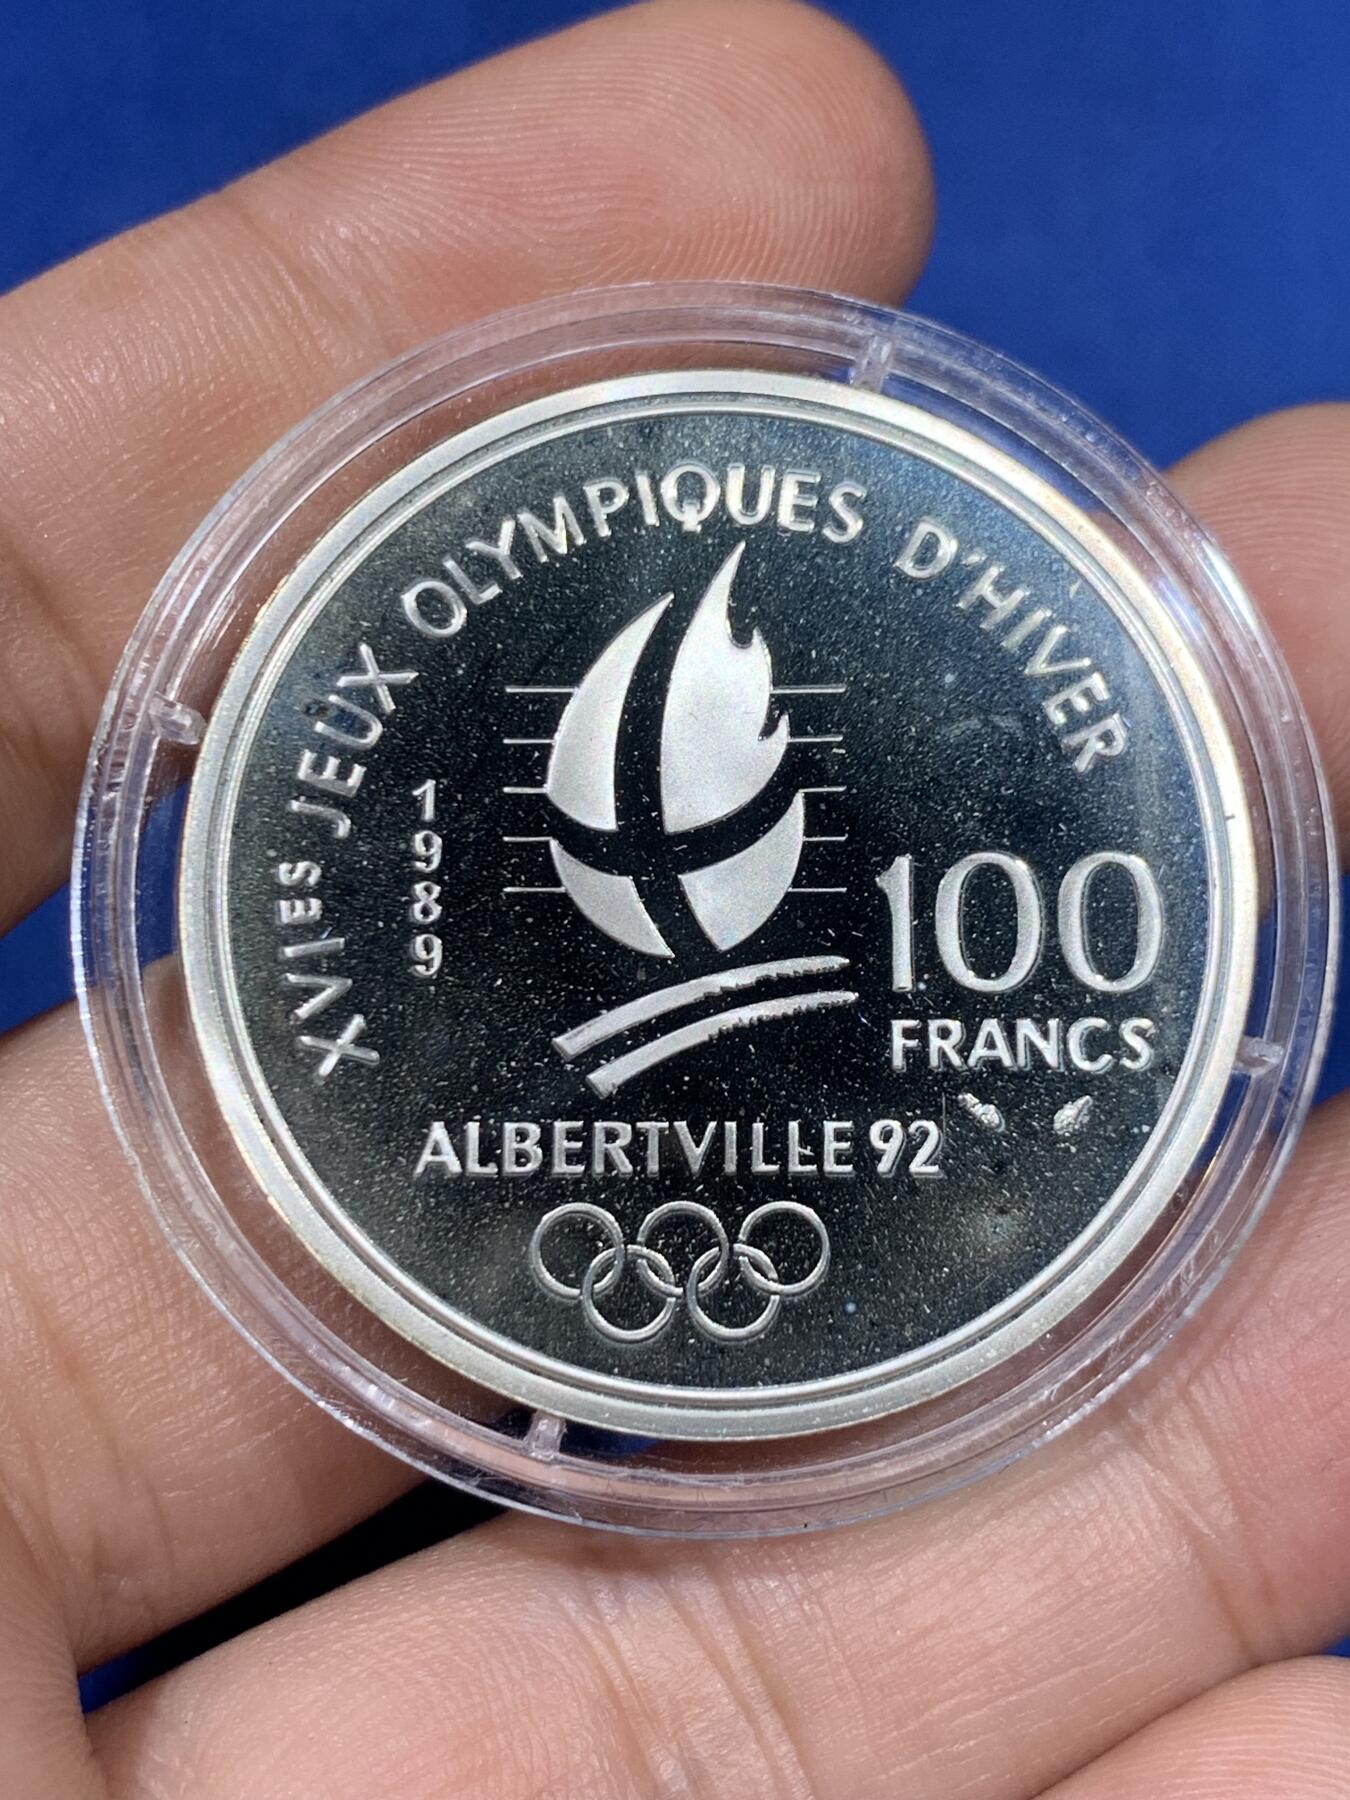 XVIES JEUX OLYMPIQUES D'HIVER
1989
100
FRANCS
ALBERTVILLE 92